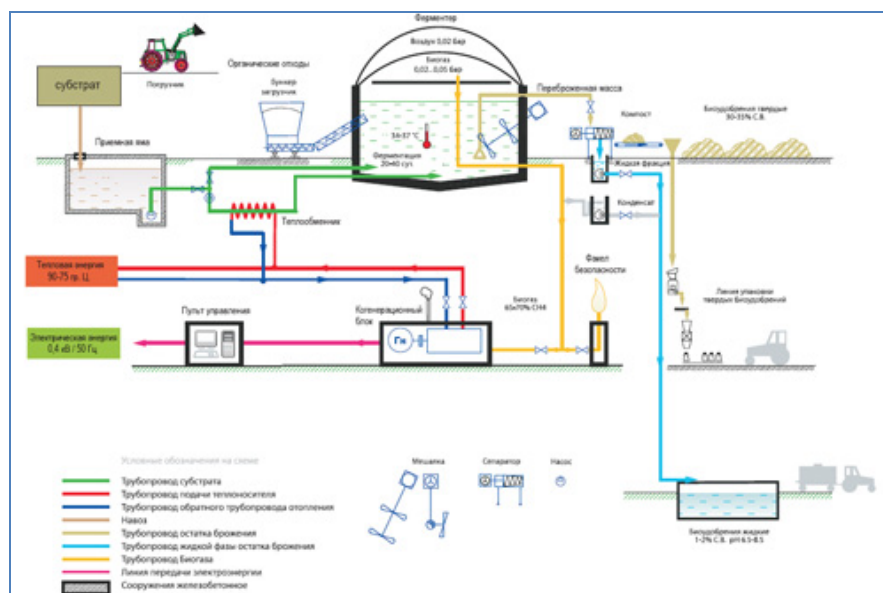 Ферментер
Воздух 0,02 бар
Биогаз
0,02...0,05 бар
Органические отходы
бункер
загрузчик
Погрузчик
субстрат
Переброженная масса
Компост
Биоудобрения твердые
30-35% С.В.
Приемная яма
34-37 °C
Ферментация
20÷40 сут
Жидкая фракция
Теплообменник
Конденсат
Тепловая энергия
90-75 гр. Ц.
Факел
безопасности
Линия упаковки
твердых биоудобрений
Пульт управления
Когенерационный
блок
Биогаз
65÷70% CH4
Электрическая энергия
0,4 кВ / 50 Гц
Гн
Условные обозначения на схеме
Трубопровод субстрата
Трубопровод подачи теплоносителя
Трубопровод обратного трубопровода отопления
Навоз
Трубопровод остатка брожения
Трубопровод жидкой фазы остатка брожения
Трубопровод Биогаза
Линия передачи электроэнергии
Сооружения железобетонное
Мешалка
Сепаратор
Насос
Биоудобрения жидкие
1-2% С.В. pH 6.5-8.5